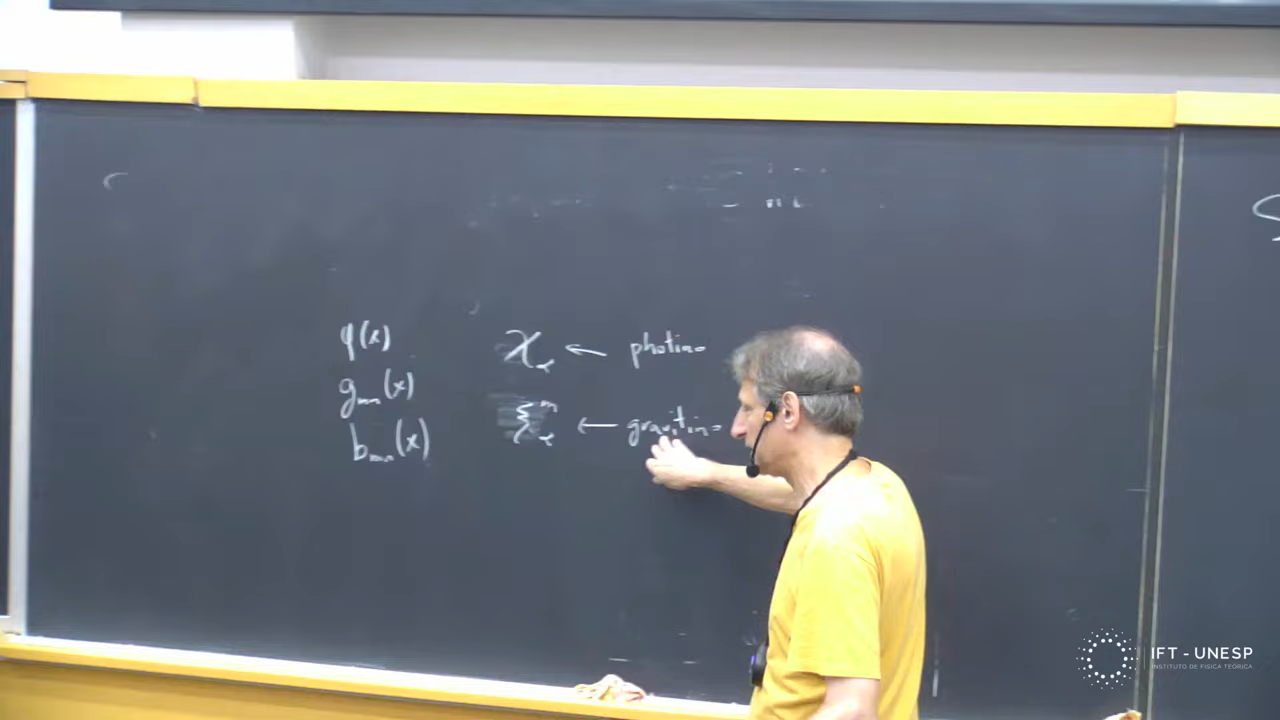 φ(x) χ_α ← photino
g_mn(x) ξ^m_α ← gravitino
b_mn(x)
IFT - UNESP
INSTITUTO DE FÍSICA TEÓRICA